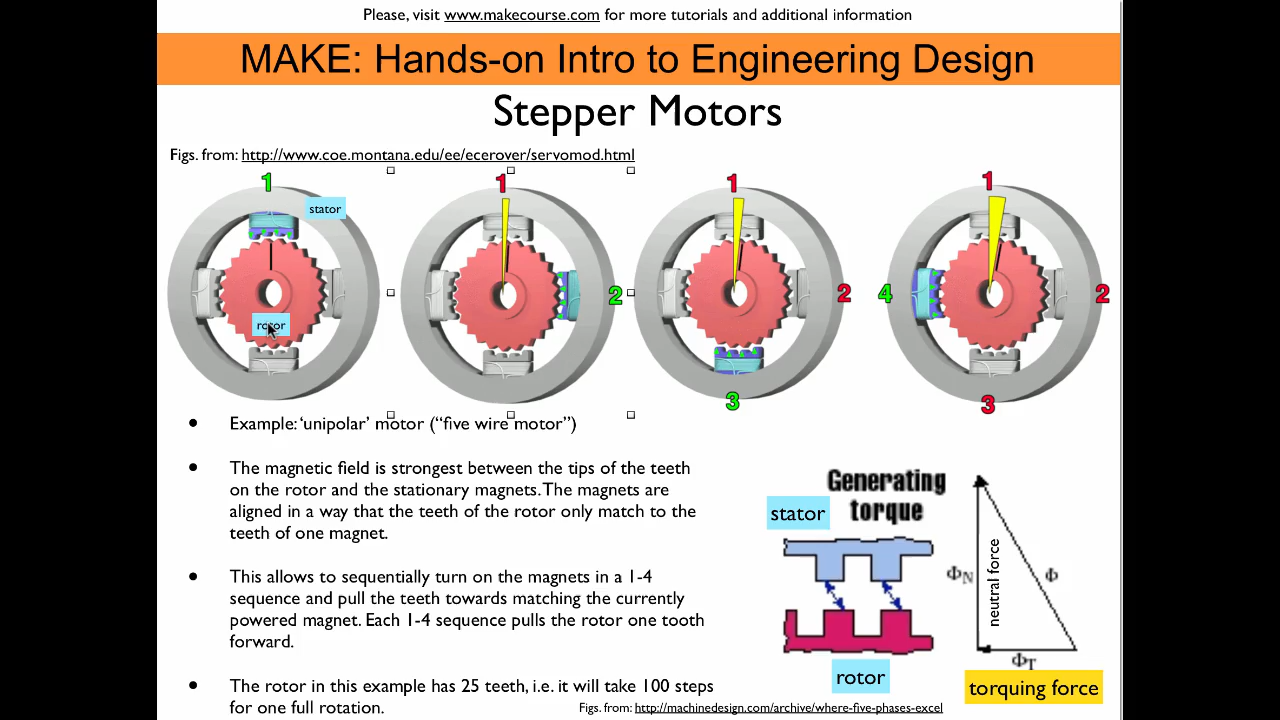 Please, visit www.makecourse.com for more tutorials and additional information
MAKE: Hands-on Intro to Engineering Design
Stepper Motors
Figs. from: http://www.coe.montana.edu/ee/ecerover/servomod.html
1
stator
rotor
1
2
1
2
3
1
4
2
3
• Example: ‘unipolar’ motor (“five wire motor”)
• The magnetic field is strongest between the tips of the teeth
on the rotor and the stationary magnets. The magnets are
aligned in a way that the teeth of the rotor only match to the
teeth of one magnet.
• This allows to sequentially turn on the magnets in a 1-4
sequence and pull the teeth towards matching the currently
powered magnet. Each 1-4 sequence pulls the rotor one tooth
forward.
• The rotor in this example has 25 teeth, i.e. it will take 100 steps
for one full rotation.
Generating
torque
stator
rotor
ΦN
neutral force
Φ
ΦT
torquing force
Figs. from: http://machinedesign.com/archive/where-five-phases-excel